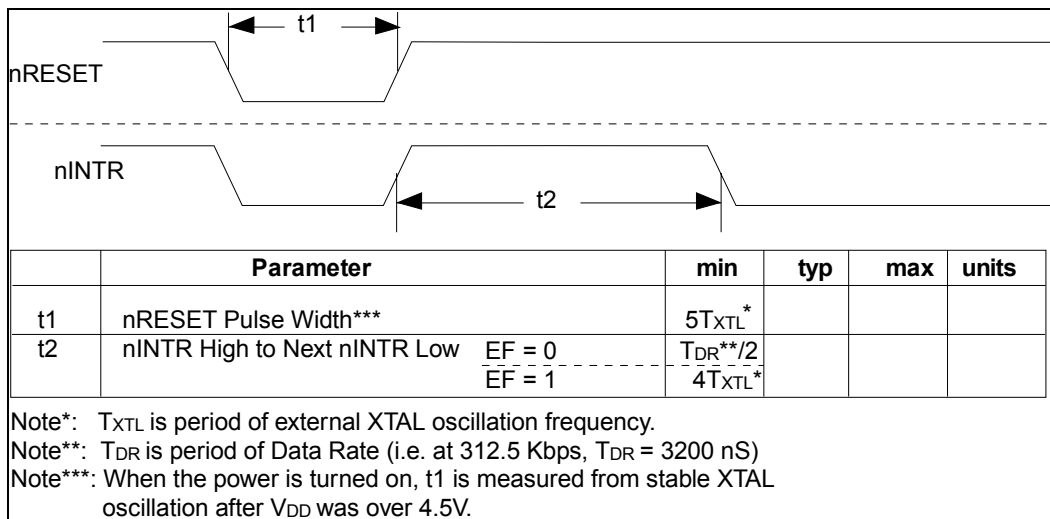 t1
nRESET
nINTR
t2
Parameter min typ max units
t1 nRESET Pulse Width*** 5TXTL*
t2 nINTR High to Next nINTR Low EF = 0 TDR**/2
EF = 1 4TXTL*
Note*: TXTL is period of external XTAL oscillation frequency.
Note**: TDR is period of Data Rate (i.e. at 312.5 Kbps, TDR = 3200 nS)
Note***: When the power is turned on, t1 is measured from stable XTAL
oscillation after VDD was over 4.5V.